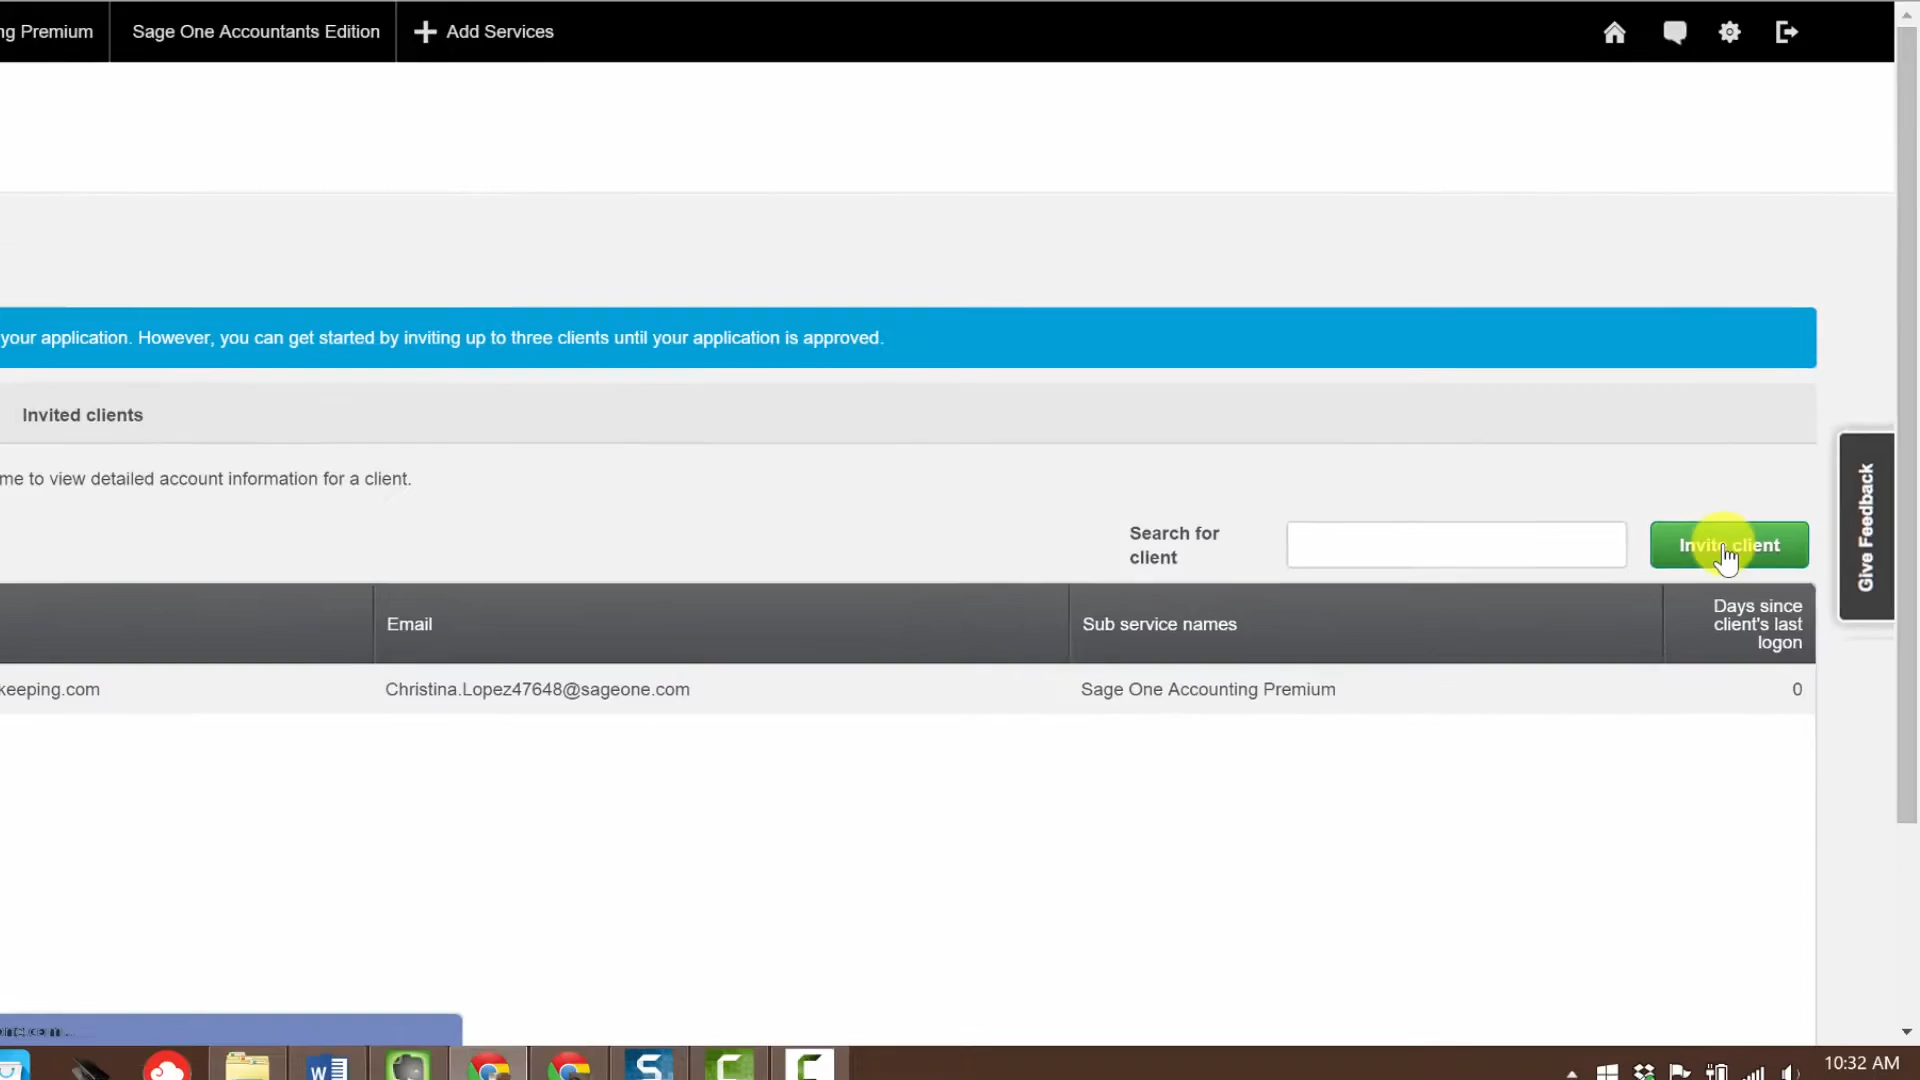 ng Premium
Sage One Accountants Edition
Add Services
your application. However, you can get started by inviting up to three clients until your application is approved.
Invited clients
me to view detailed account information for a client.
Search for
client
Invite client
Give Feedback
Email
Sub service names
Days since
client's last
logon
keeping.com
Christina.Lopez47648@sageone.com
Sage One Accounting Premium
0
10:32 AM